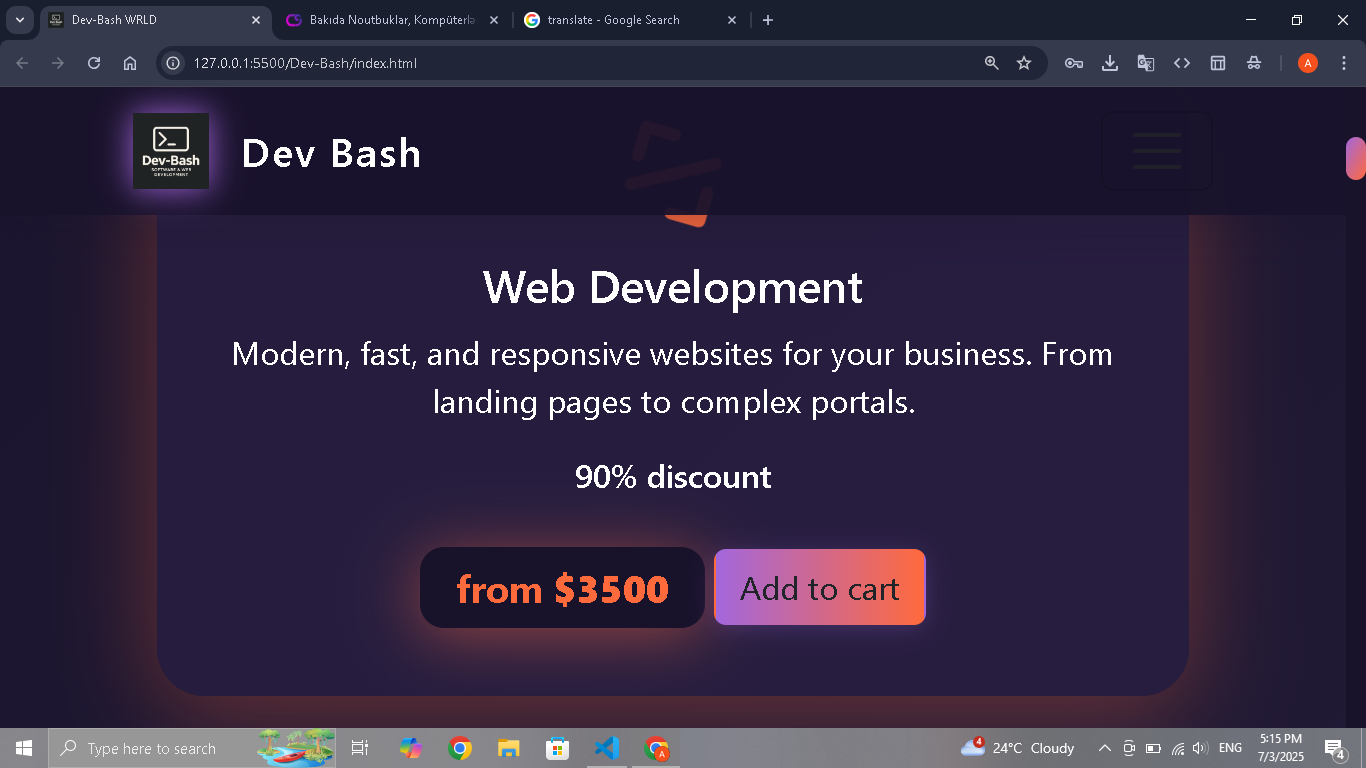 Dev-Bash WRLD
Bakıda Noutbuklar, Kompüterlə
translate - Google Search
127.0.0.1:5500/Dev-Bash/index.html
A
Dev-Bash
SOFTWARE & WEB
DEVELOPMENT
Dev Bash
Web Development
Modern, fast, and responsive websites for your business. From
landing pages to complex portals.
90% discount
from $3500
Add to cart
Type here to search
A
4
24°C Cloudy
ENG
5:15 PM
7/3/2025
4